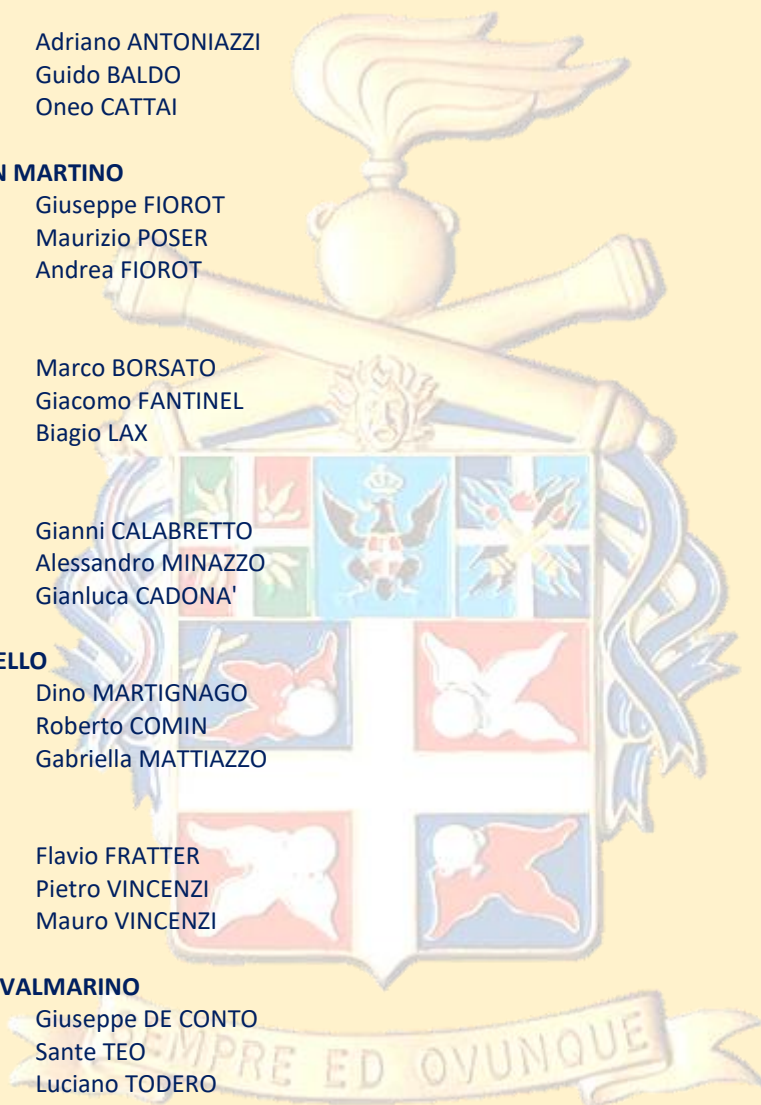 Adriano ANTONIAZZI
Guido BALDO
Oneo CATTAI
N MARTINO
Giuseppe FIOROT
Maurizio POSER
Andrea FIOROT
Marco BORSATO
Giacomo FANTINEL
Biagio LAX
Gianni CALABRETTO
Alessandro MINAZZO
Gianluca CADONA'
ELLO
Dino MARTIGNAGO
Roberto COMIN
Gabriella MATTIAZZO
Flavio FRATTER
Pietro VINCENZI
Mauro VINCENZI
VALMARINO
Giuseppe DE CONTO
Sante TEO
Luciano TODERO
SEMPRE ED OVUNQUE